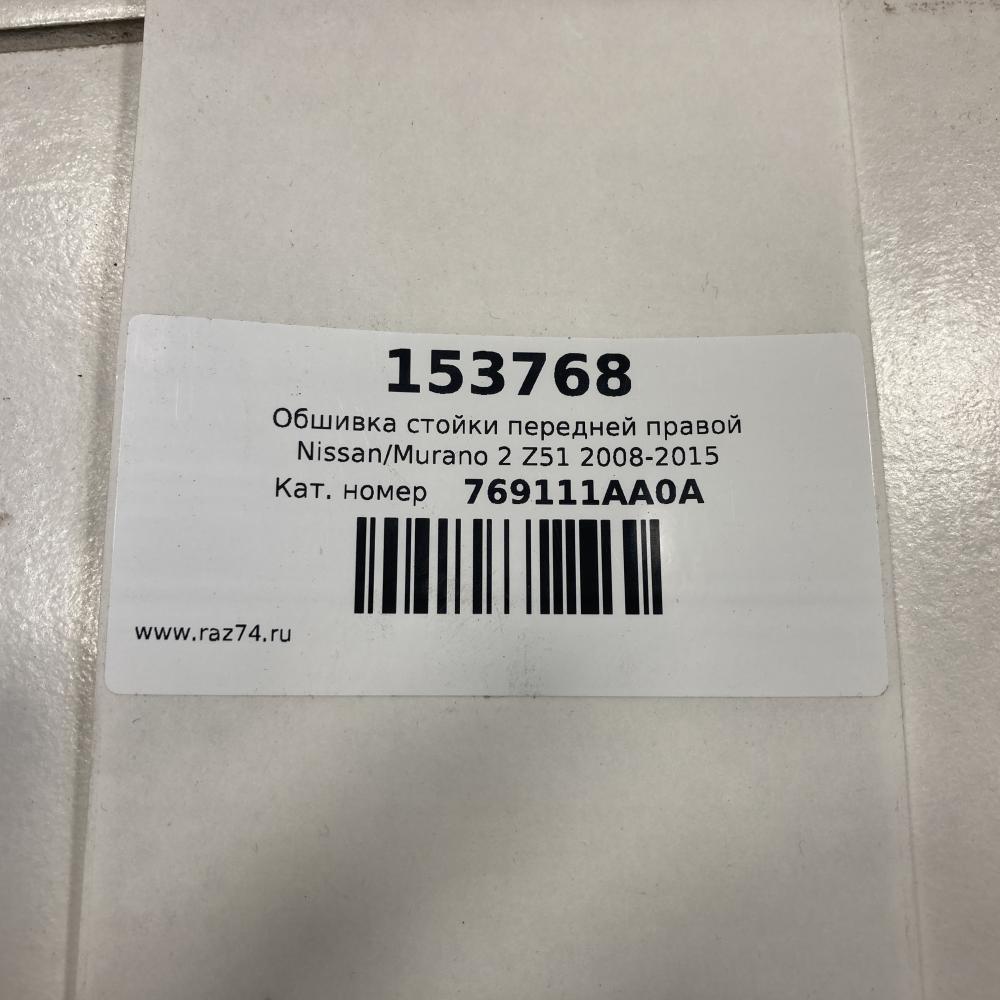 153768
Обшивка стойки передней правой
Nissan/Murano 2 Z51 2008-2015
Кат. номер 769111AA0A
www.raz74.ru